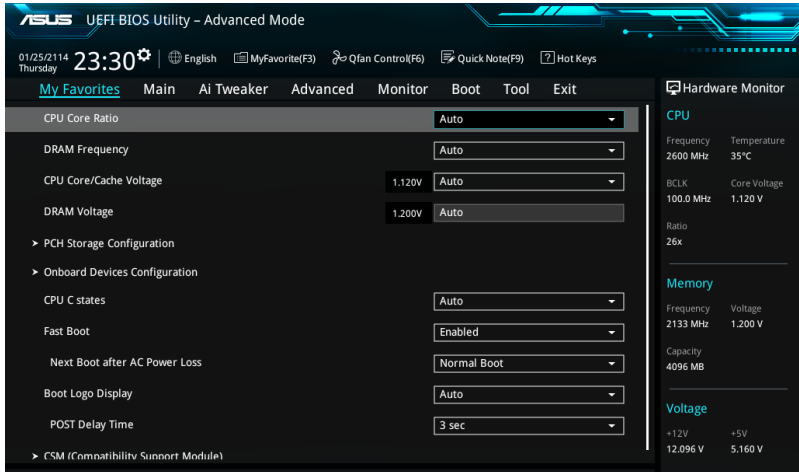 ASUS UEFI BIOS Utility – Advanced Mode
01/25/2114
Thursday
23:30
English
MyFavorite(F3)
Qfan Control(F6)
Quick Note(F9)
? Hot Keys
My Favorites Main Ai Tweaker Advanced Monitor Boot Tool Exit
CPU Core Ratio Auto
DRAM Frequency Auto
CPU Core/Cache Voltage 1.120V Auto
DRAM Voltage 1.200V Auto
PCH Storage Configuration
Onboard Devices Configuration
CPU C states Auto
Fast Boot Enabled
Next Boot after AC Power Loss Normal Boot
Boot Logo Display Auto
POST Delay Time 3 sec
CSM (Compatibility Support Module)
Hardware Monitor
CPU
Frequency Temperature
2600 MHz 35°C
BCLK Core Voltage
100.0 MHz 1.120 V
Ratio
26x
Memory
Frequency Voltage
2133 MHz 1.200 V
Capacity
4096 MB
Voltage
+12V +5V
12.096 V 5.160 V